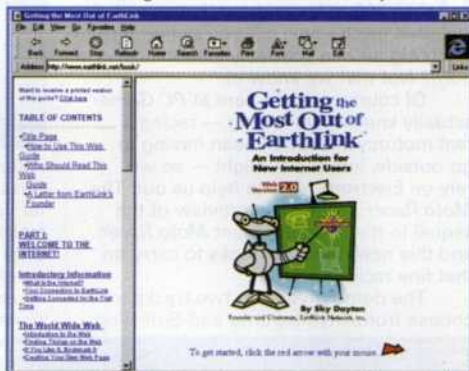 Getting the Most Out of EarthLink
File Edit View Go Favorites Help
Back Forward Stop Refresh Home Search Favorites Print Font Mail Edit
Address http://www.earthlink.net/book/ Links
Want to receive a printed version
of this guide? Click here
TABLE OF CONTENTS
•Title Page
•How to Use This Web
Guide
•Who Should Read This
Web
Guide
•A Letter from EarthLink's
Founder
PART I:
WELCOME TO THE
INTERNET!
Introductory Information
•What is the Internet?
•Your Connection to EarthLink
•Getting Connected for the First
Time
The World Wide Web
•Introduction to the Web
•Finding Things on the Web
•If You Like It, Bookmark It
•Creating Your Own Web Page
Getting the
Most Out of
EarthLink™
An Introduction for
New Internet Users
Web
Version 2.0
By Sky Dayton
Founder and Chairman, EarthLink Network, Inc.
To get started, click the red arrow with your mouse.